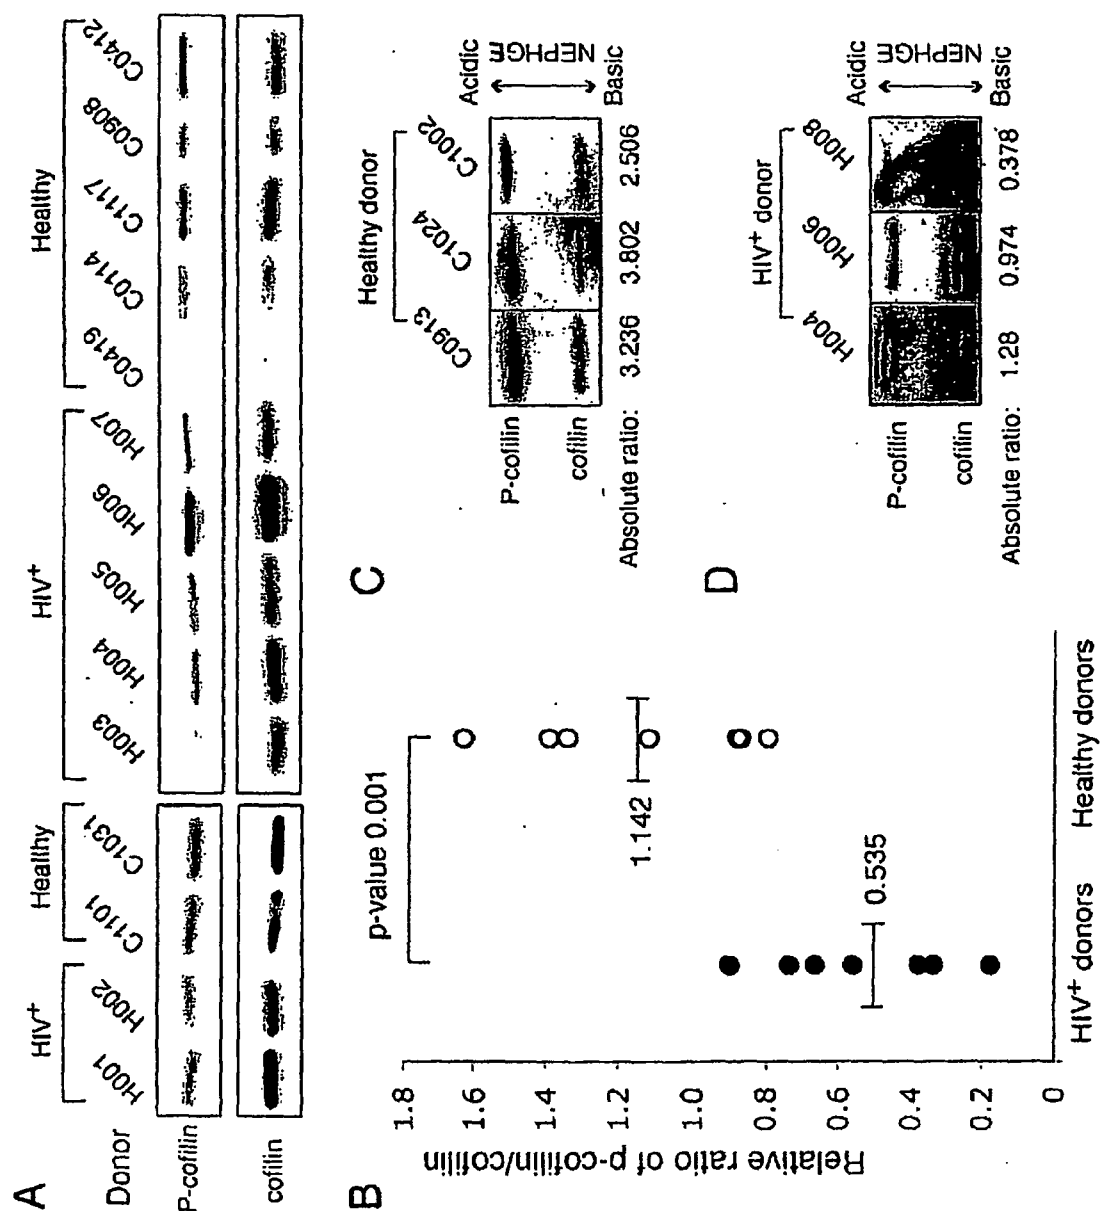 A
HIV+ Healthy HIV+ Healthy
Donor H001 H002 C1101 C1031 H003 H004 H005 H006 H007 C0419 C0114 C1117 C0908 C0412
P-cofilin
cofilin
B
Relative ratio of p-cofilin/cofilin
1.8
1.6
1.4
1.2
1.0
0.8
0.6
0.4
0.2
0
p-value 0.001
0.535
1.142
HIV+ donors Healthy donors
C
Healthy donor
C0913 C1024 C1002
P-cofilin
cofilin
Acidic
NEPHGE
Basic
Absolute ratio: 3.236 3.802 2.506
D
HIV+ donor
H004 H006 H008
P-cofilin
cofilin
Acidic
NEPHGE
Basic
Absolute ratio: 1.28 0.974 0.378